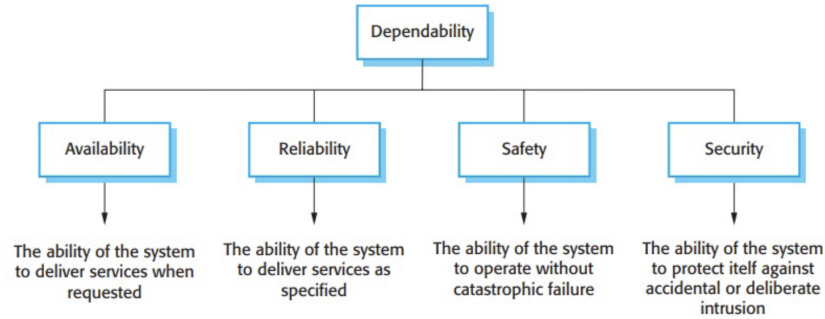 Dependability
Availability
Reliability
Safety
Security
The ability of the system
to deliver services when
requested
The ability of the system
to deliver services as
specified
The ability of the system
to operate without
catastrophic failure
The ability of the system
to protect itelf against
accidental or deliberate
intrusion